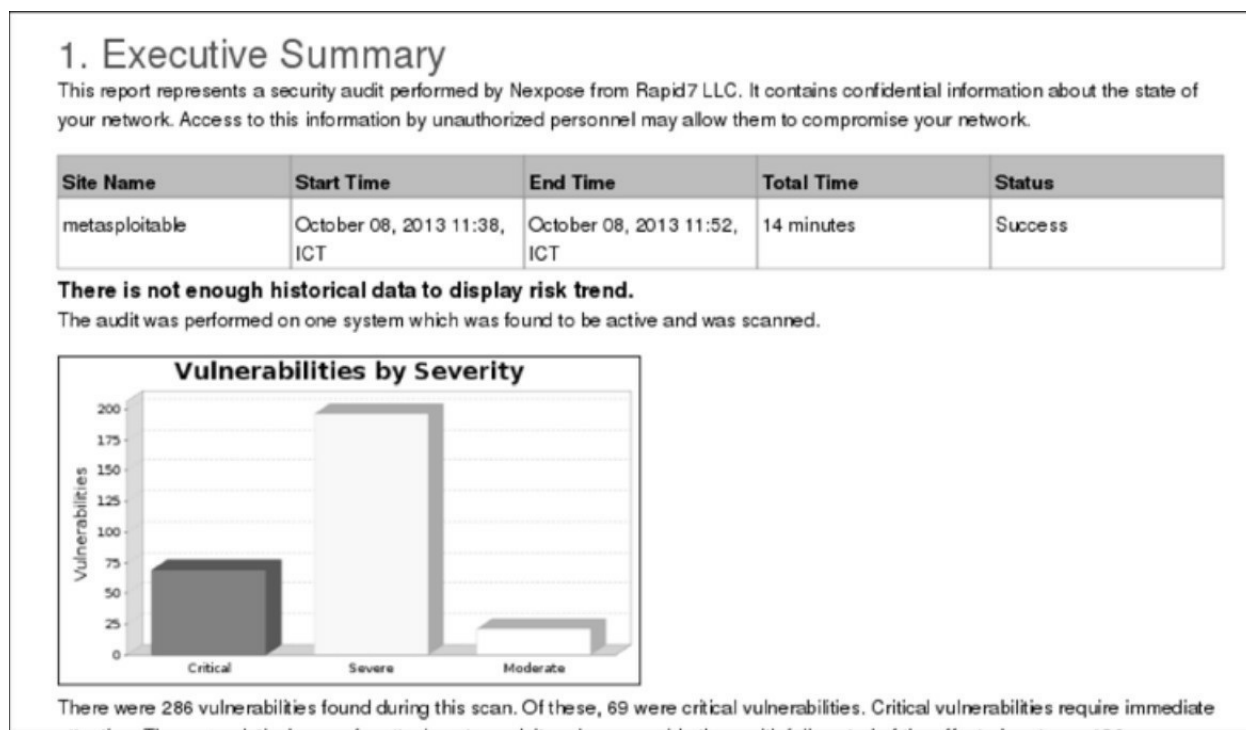 1. Executive Summary
This report represents a security audit performed by Nexpose from Rapid7 LLC. It contains confidential information about the state of
your network. Access to this information by unauthorized personnel may allow them to compromise your network.
Site Name Start Time End Time Total Time Status
metasploitable October 08, 2013 11:38, October 08, 2013 11:52, 14 minutes Success
ICT ICT
There is not enough historical data to display risk trend.
The audit was performed on one system which was found to be active and was scanned.
Vulnerabilities by Severity
Vulnerabilities
200
175
150
125
100
75
50
25
0
Critical Severe Moderate
There were 286 vulnerabilities found during this scan. Of these, 69 were critical vulnerabilities. Critical vulnerabilities require immediate